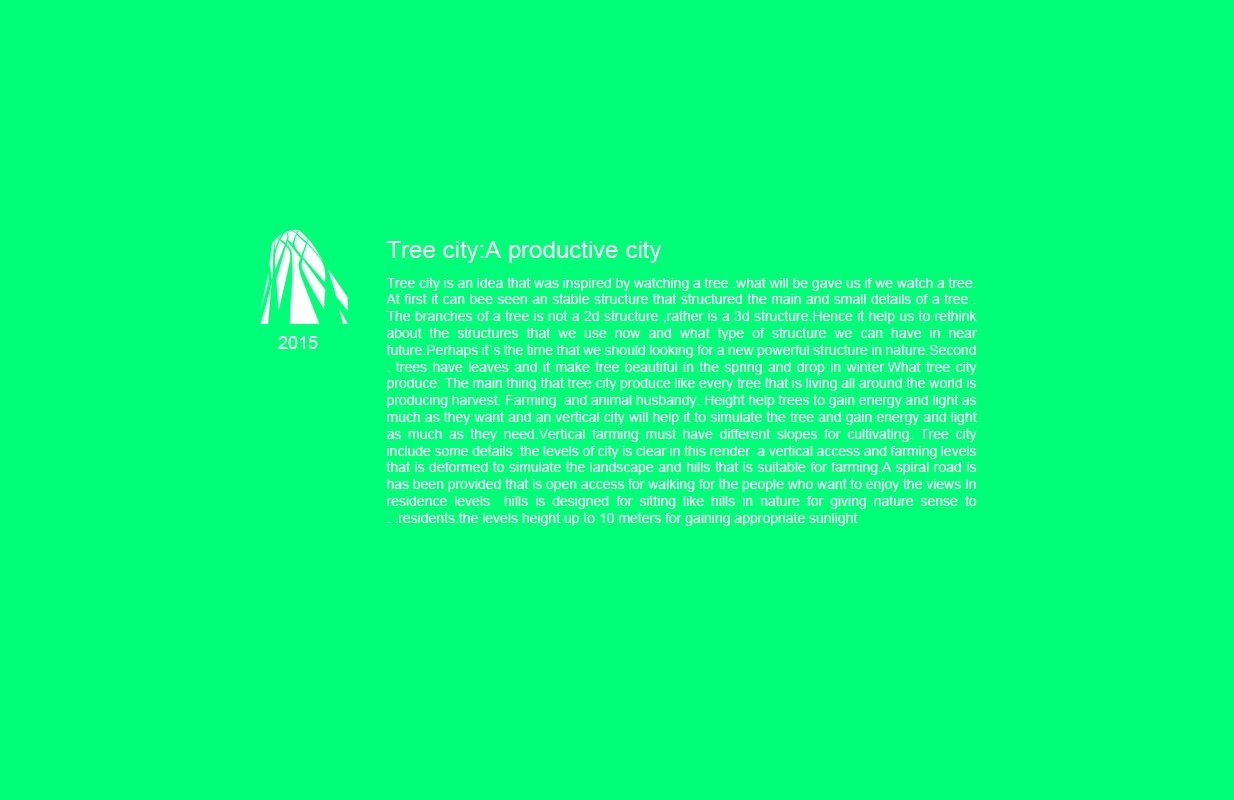 Tree city:A productive city
Tree city is an idea that was inspired by watching a tree .what will be gave us if we watch a tree.
At first it can bee seen an stable structure that structured the main and small details of a tree .
The branches of a tree is not a 2d structure ,rather is a 3d structure.Hence it help us to rethink
about the structures that we use now and what type of structure we can have in near
future.Perhaps it`s the time that we should looking for a new powerful structure in nature.Second
. trees have leaves and it make tree beautiful in the spring and drop in winter.What tree city
produce: The main thing that tree city produce like every tree that is living all around the world is
producing harvest. Farming  and animal husbandy. Height help trees to gain energy and light as
much as they want and an vertical city will help it to simulate the tree and gain energy and light
as much as they need.Vertical farming must have different slopes for cultivating. Tree city
include some details :the levels of city is clear in this render. a vertical access and farming levels
that is deformed to simulate the landscape and hills that is suitable for farming.A spiral road is
has been provided that is open access for walking for the people who want to enjoy the views In
residence levels  hills is designed for sitting like hills in nature for giving nature sense to
. .residents.the levels height up to 10 meters for gaining appropriate sunlight
2015